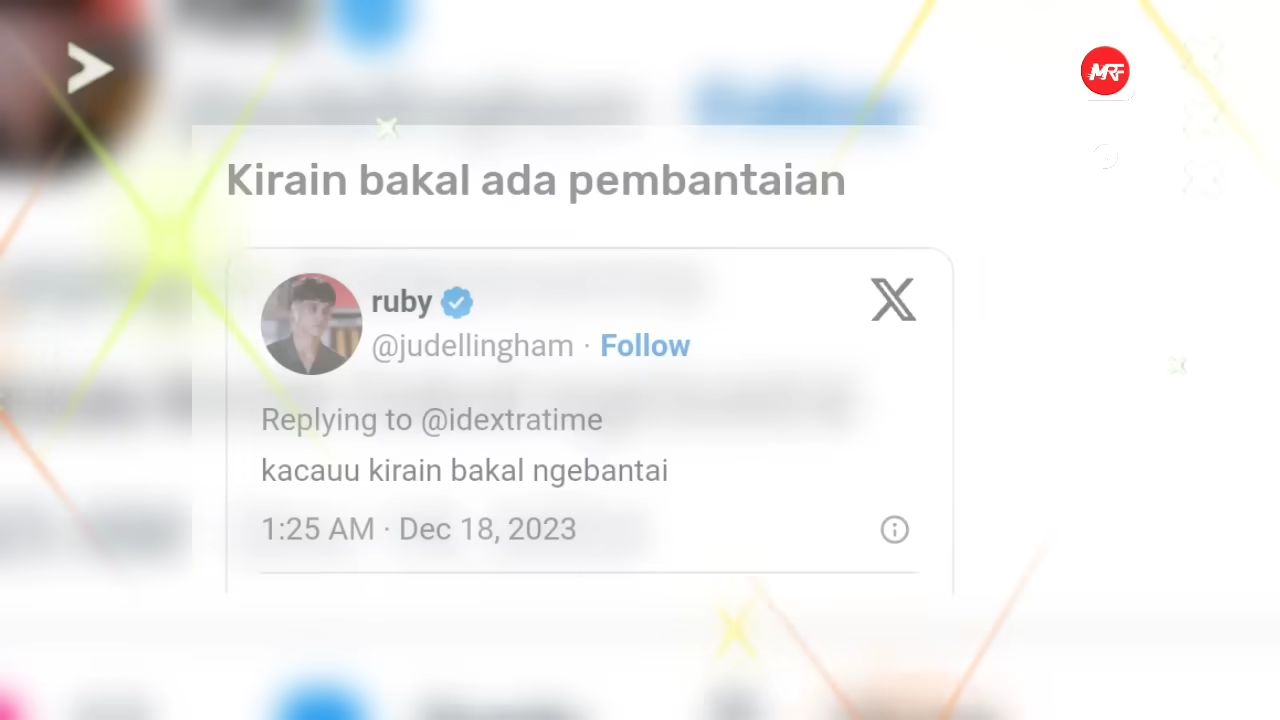 MRF
Kirain bakal ada pembantaian
ruby
@judellingham · Follow
Replying to @idextratime
kacauu kirain bakal ngebantai
1:25 AM · Dec 18, 2023